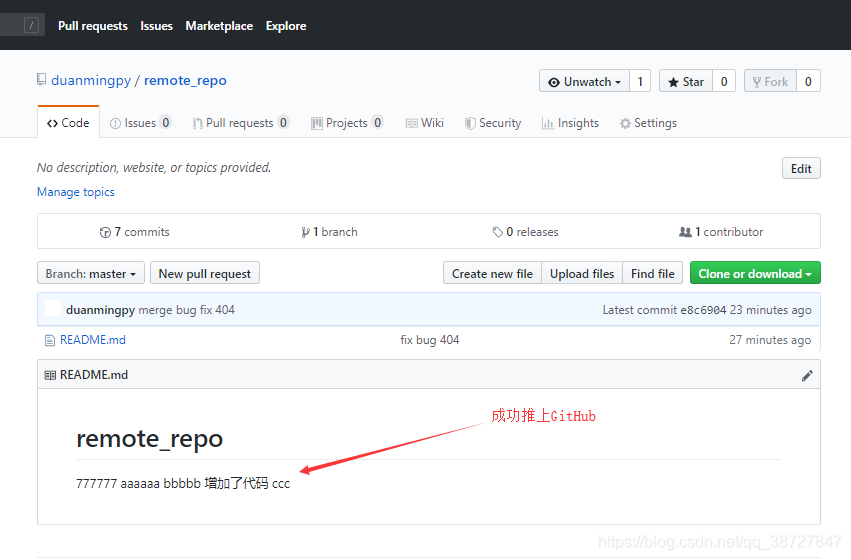 / Pull requests Issues Marketplace Explore
duanmingpy / remote_repo Unwatch 1 Star 0 Fork 0
Code Issues 0 Pull requests 0 Projects 0 Wiki Security Insights Settings
No description, website, or topics provided. Edit
Manage topics
7 commits 1 branch 0 releases 1 contributor
Branch: master New pull request Create new file Upload files Find file Clone or download
duanmingpy merge bug fix 404 Latest commit e8c6904 23 minutes ago
README.md fix bug 404 27 minutes ago
README.md
成功推上GitHub
remote_repo
777777 aaaaaa bbbbb 增加了代码 ccc
https://blog.csdn.net/qq_38727847